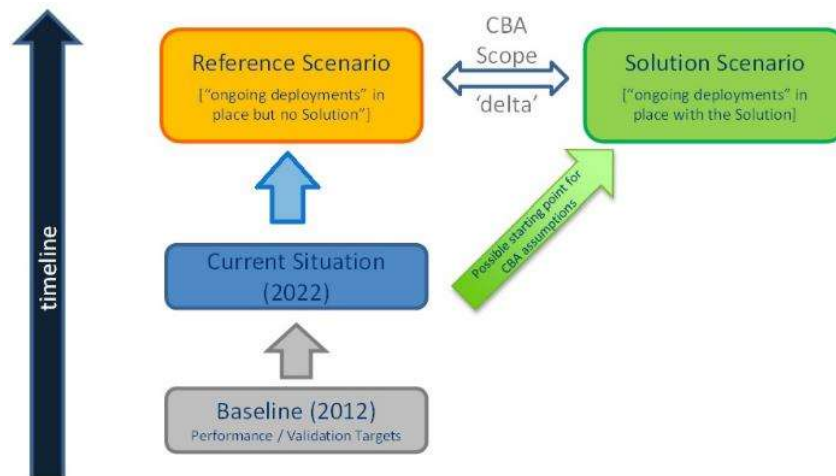 CBA
Scope
'delta'
Reference Scenario
["ongoing deployments" in
place but no Solution"]
Solution Scenario
["ongoing deployments" in
place with the Solution]
Possible starting point for
CBA assumptions
Current Situation
(2022)
timeline
Baseline (2012)
Performance / Validation Targets